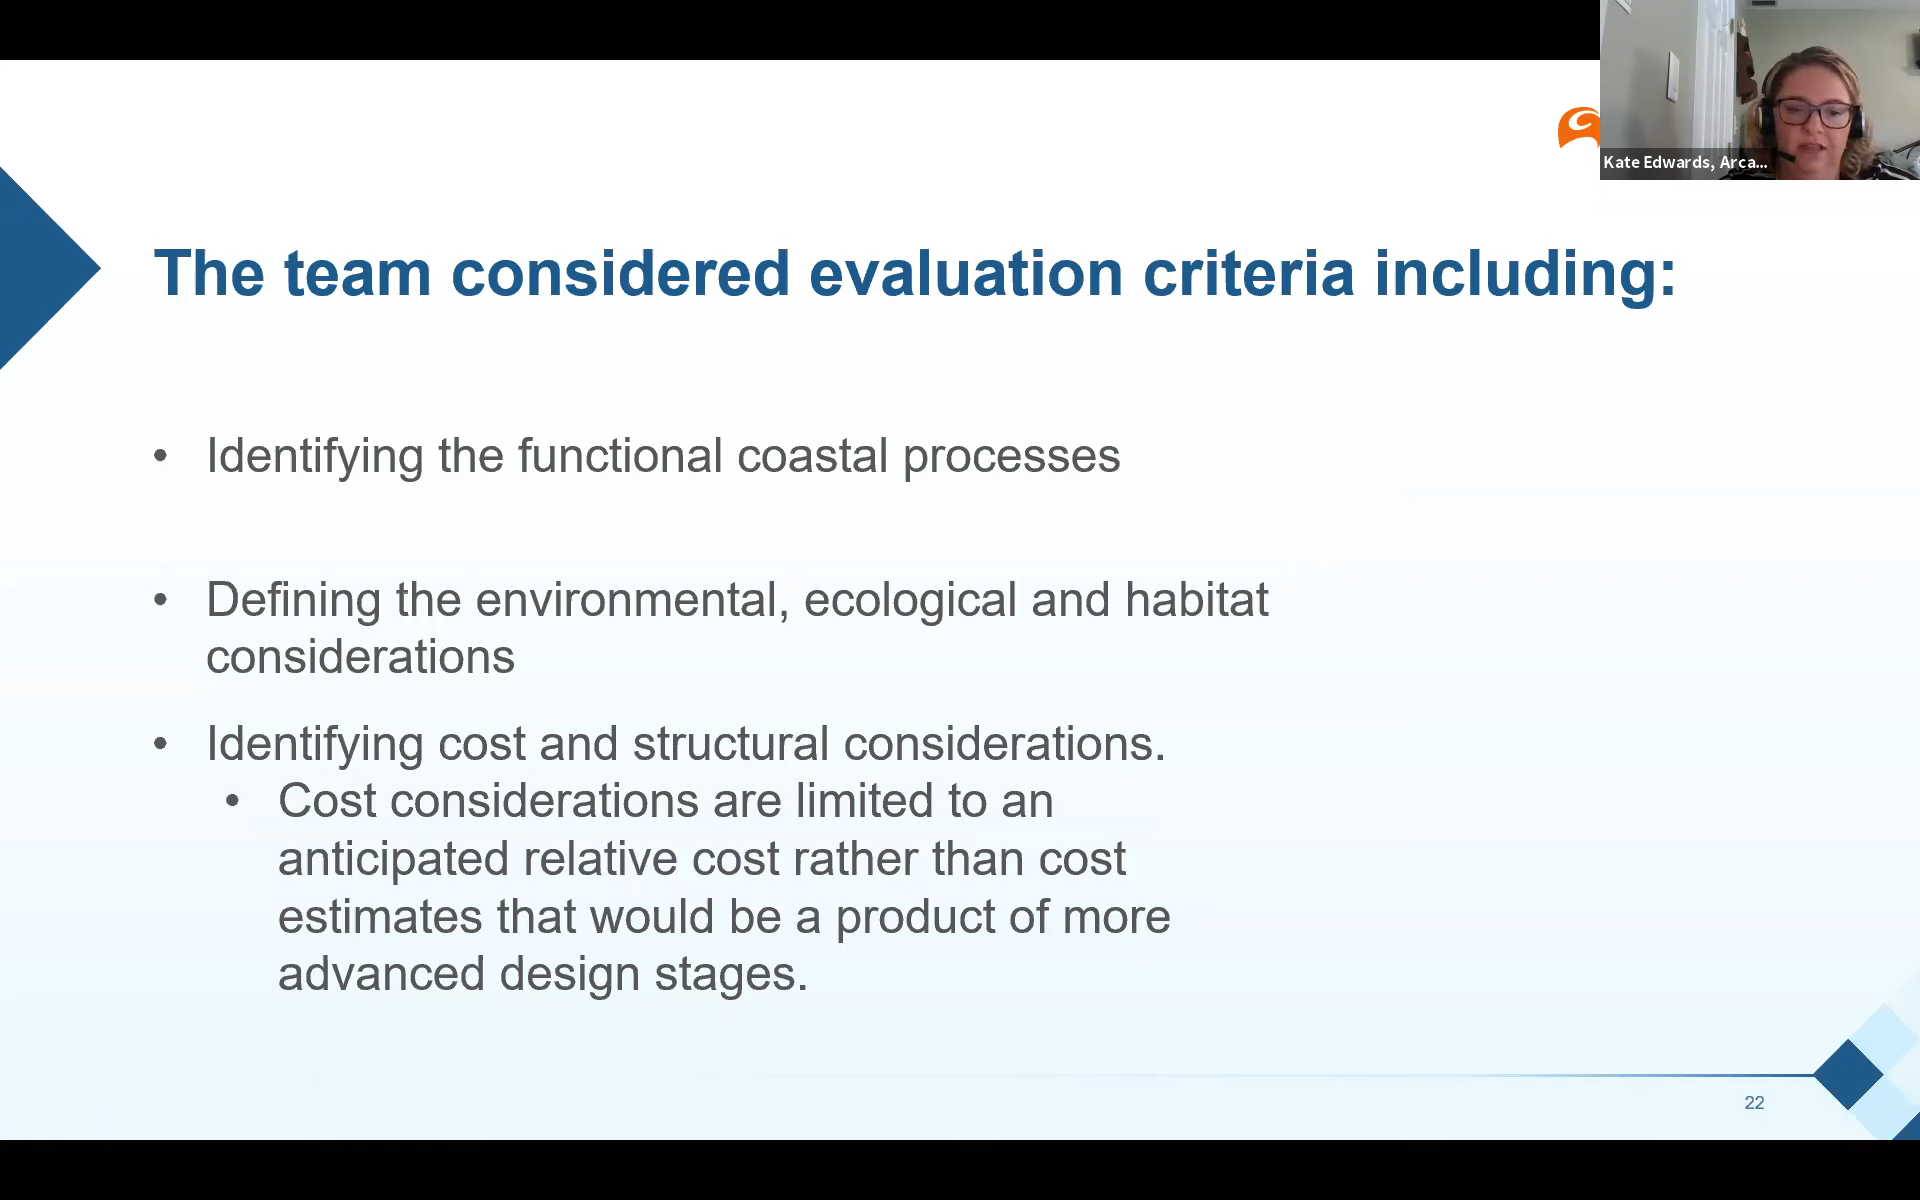 Kate Edwards, Arca...
The team considered evaluation criteria including:
• Identifying the functional coastal processes
• Defining the environmental, ecological and habitat
considerations
• Identifying cost and structural considerations.
• Cost considerations are limited to an
anticipated relative cost rather than cost
estimates that would be a product of more
advanced design stages.
22